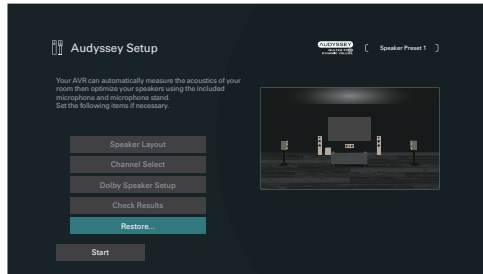 Audyssey Setup
AUDYSSEY
DYNAMIC VOLUME
[ Speaker Preset 1 ]
Your AVR can automatically measure the acoustics of your
room then optimize your speakers using the included
microphone and microphone stand.
Set the following items if necessary.
Speaker Layout
Channel Select
Dolby Speaker Setup
Check Results
Restore...
Start